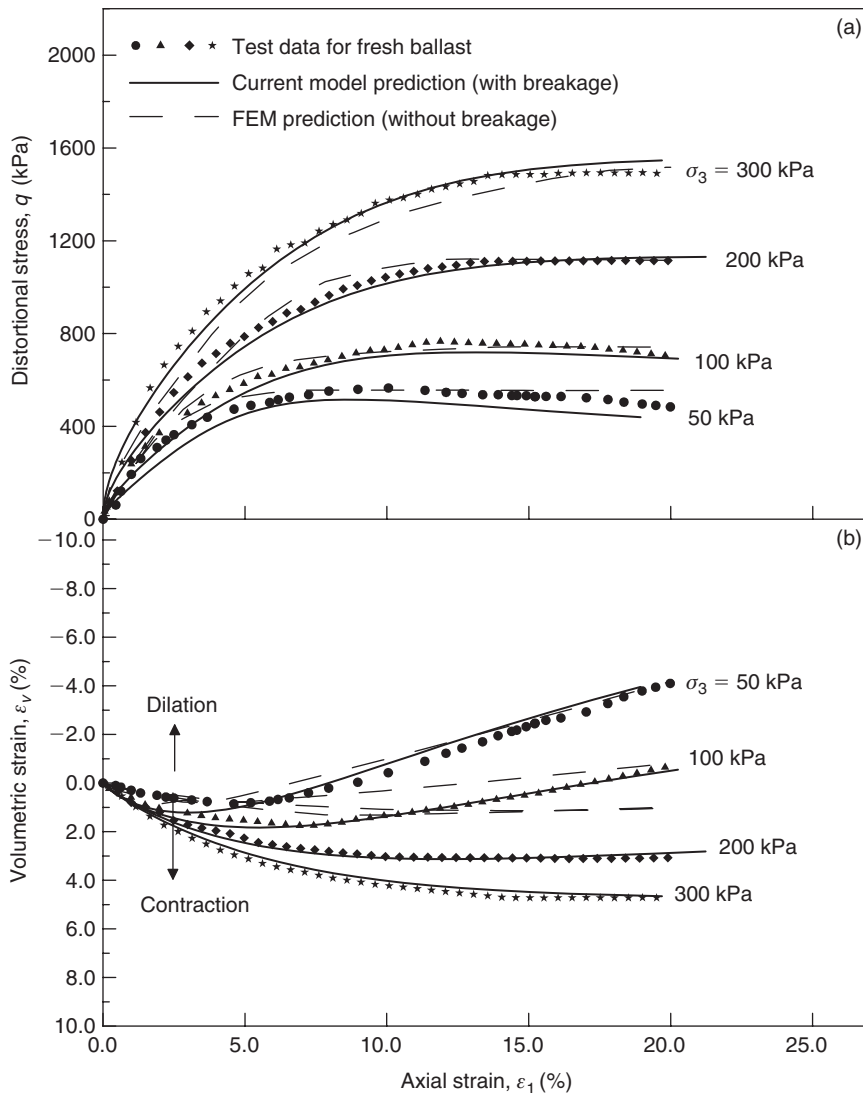 (a)
2000
1600
1200
800
400
0
Distortional stress, q (kPa)
Test data for fresh ballast
Current model prediction (with breakage)
FEM prediction (without breakage)
σ3 = 300 kPa
200 kPa
100 kPa
50 kPa
(b)
−10.0
−8.0
−6.0
−4.0
−2.0
0.0
2.0
4.0
6.0
8.0
10.0
Volumetric strain, εv (%)
Dilation
Contraction
σ3 = 50 kPa
100 kPa
200 kPa
300 kPa
0.0 5.0 10.0 15.0 20.0 25.0
Axial strain, ε1 (%)